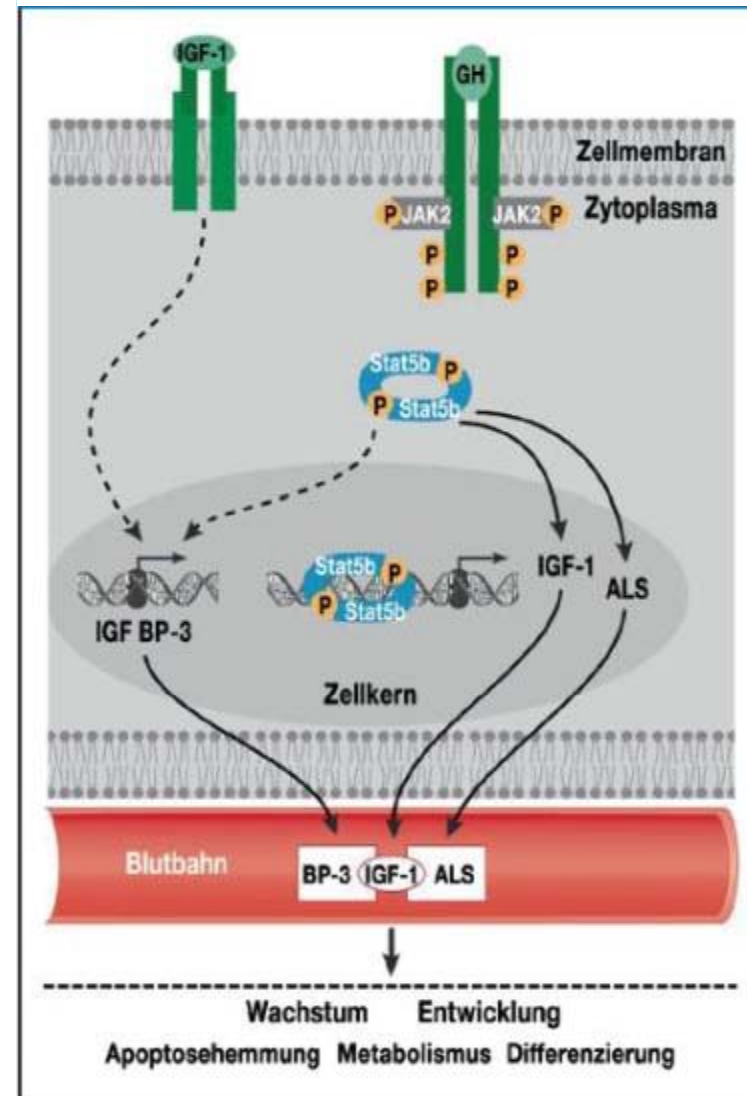 IGF-1
GH
Zellmembran
Zytoplasma
P JAK2
JAK2 P
P
P
P
P
Stat5b P
P Stat5b
Stat5b P
P Stat5b
IGF-1
ALS
IGF BP-3
Zellkern
Blutbahn
BP-3 IGF-1 ALS
Wachstum Entwicklung
Apoptosehemmung Metabolismus Differenzierung